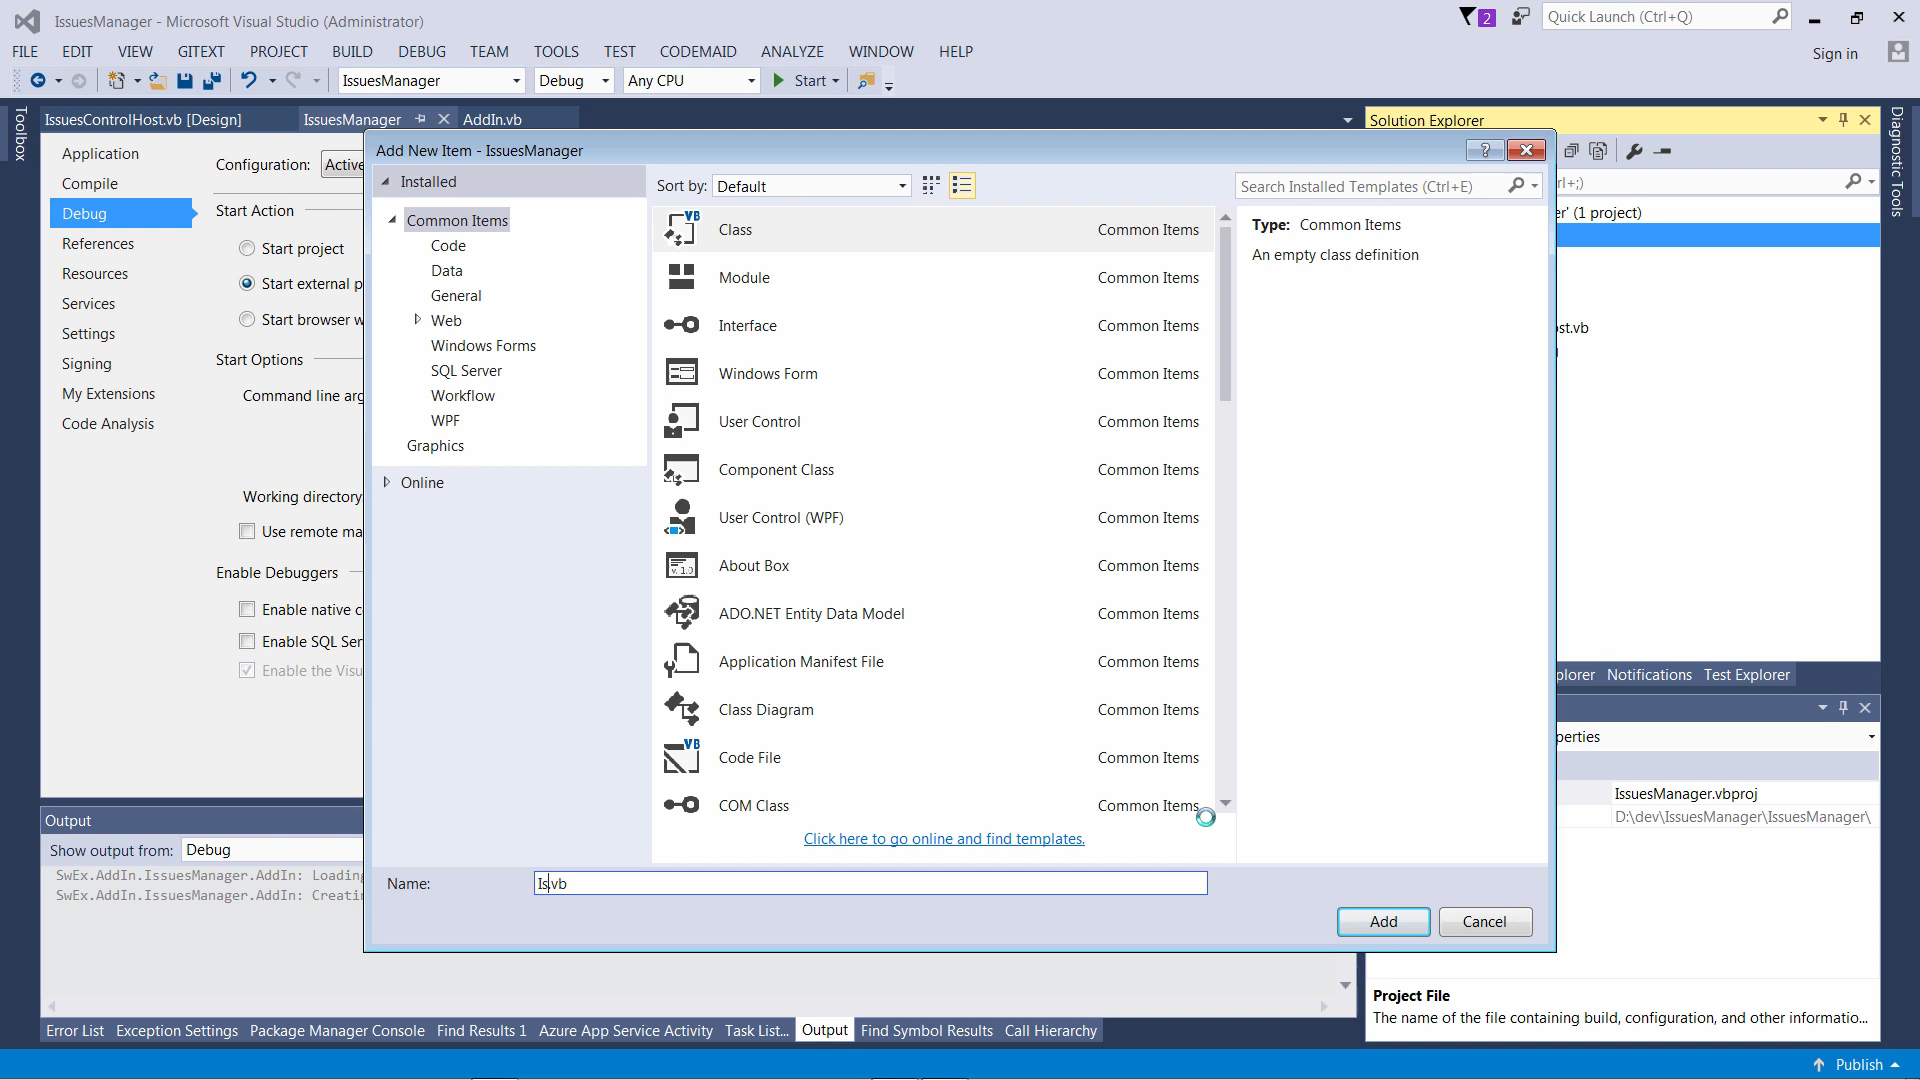 IssuesManager - Microsoft Visual Studio (Administrator)
2
Quick Launch (Ctrl+Q)
FILE EDIT VIEW GITEXT PROJECT BUILD DEBUG TEAM TOOLS TEST CODEMAID ANALYZE WINDOW HELP
Sign in
IssuesManager Debug Any CPU Start
Toolbox
IssuesControlHost.vb [Design] IssuesManager AddIn.vb
Solution Explorer
Diagnostic Tools
Application
Compile
Debug
References
Resources
Services
Settings
Signing
My Extensions
Code Analysis
Configuration: Active
Start Action
Start project
Start external p
Start browser w
Start Options
Command line arg
Working directory
Use remote ma
Enable Debuggers
Enable native c
Enable SQL Ser
Enable the Visu
Add New Item - IssuesManager
?
Installed
Common Items
Code
Data
General
Web
Windows Forms
SQL Server
Workflow
WPF
Graphics
Online
Sort by: Default
Search Installed Templates (Ctrl+E)
VB Class Common Items
Module Common Items
Interface Common Items
Windows Form Common Items
User Control Common Items
Component Class Common Items
User Control (WPF) Common Items
v. 1.0 About Box Common Items
ADO.NET Entity Data Model Common Items
Application Manifest File Common Items
Class Diagram Common Items
VB Code File Common Items
COM Class Common Items
Click here to go online and find templates.
Type: Common Items
An empty class definition
Name: Is.vb
Add Cancel
rl+;)
er' (1 project)
ost.vb
plorer Notifications Test Explorer
perties
IssuesManager.vbproj
D:\dev\IssuesManager\IssuesManager\
Project File
The name of the file containing build, configuration, and other informatio...
Output
Show output from: Debug
SwEx.AddIn.IssuesManager.AddIn: Loading
SwEx.AddIn.IssuesManager.AddIn: Creatin
Error List Exception Settings Package Manager Console Find Results 1 Azure App Service Activity Task List... Output Find Symbol Results Call Hierarchy
Publish